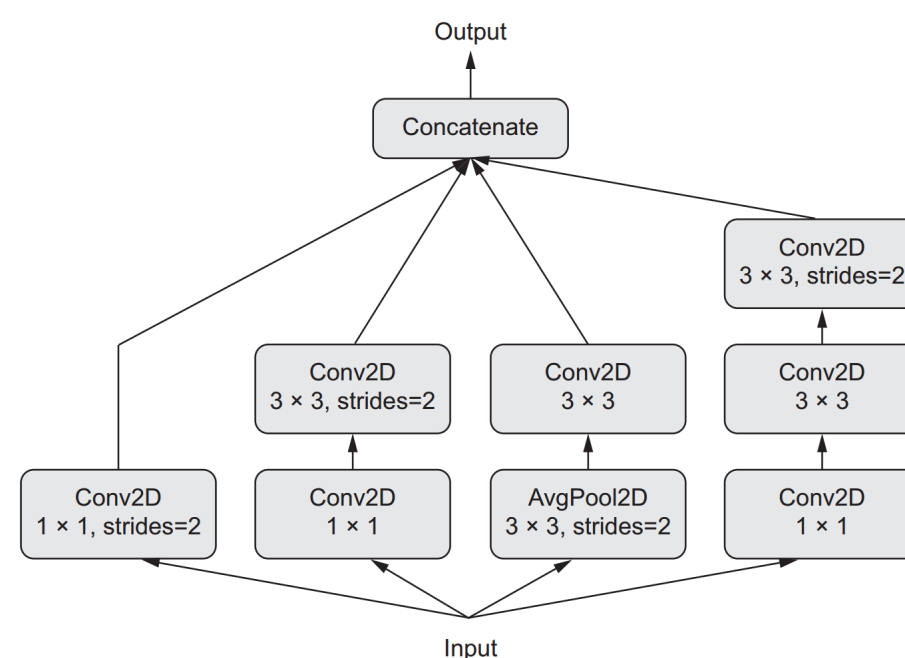 Output
Concatenate
Conv2D
3 × 3, strides=2
Conv2D
3 × 3, strides=2
Conv2D
3 × 3
Conv2D
3 × 3
Conv2D
1 × 1, strides=2
Conv2D
1 × 1
AvgPool2D
3 × 3, strides=2
Conv2D
1 × 1
Input